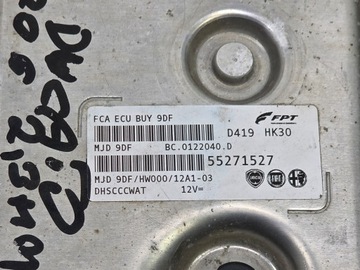 FCA ECU BUY 9DF
FPT
D419 HK30
MJD 9DF BC.0122040.D
55271527
MJD 9DF/HW000/12A1-03
DHSCCCWAT 12V=